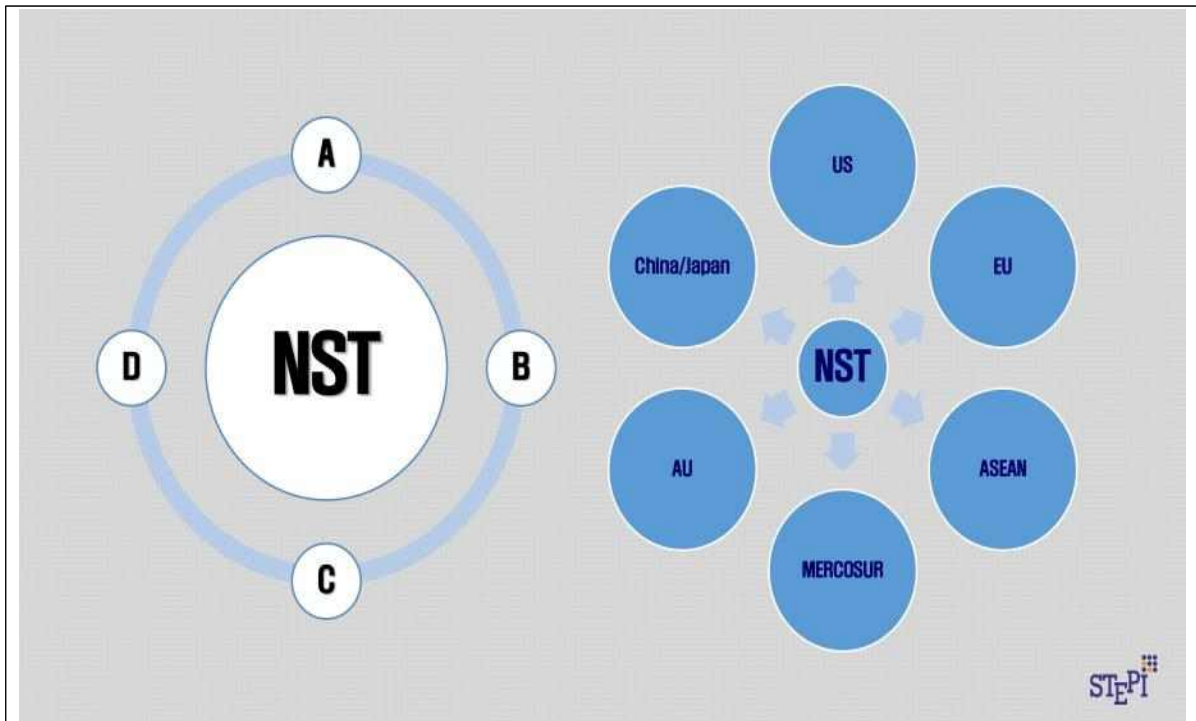 A
D
NST
B
C
US
China/Japan
EU
NST
AU
ASEAN
MERCOSUR
STEPI